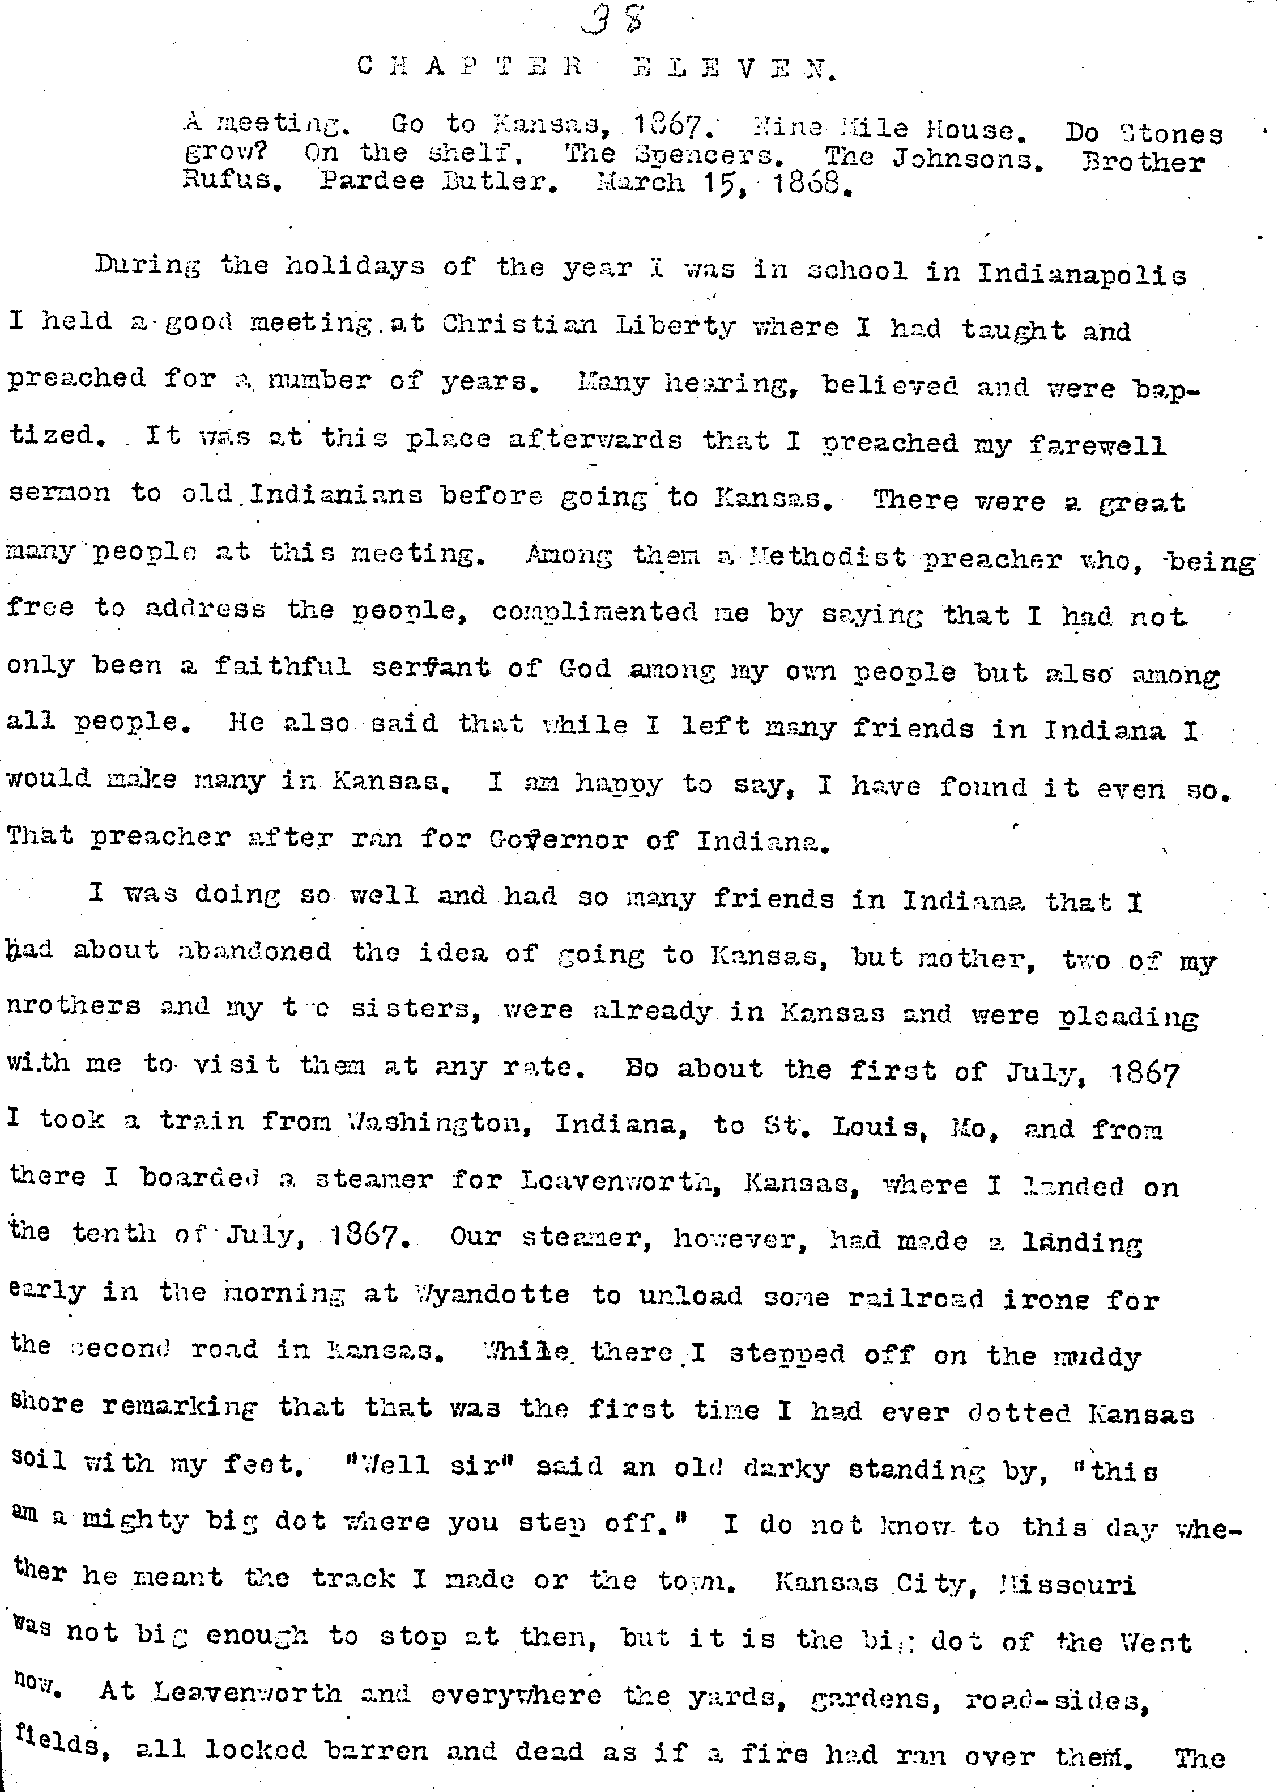 38
CHAPTER ELEVEN.
A meeting. Go to Kansas, 1867. Nine Mile House. Do Stones
grow? On the shelf. The Spencers. The Johnsons. Brother
Rufus. Pardee Butler. March 15, 1868.
During the holidays of the year I was in school in Indianapolis
I held a good meeting at Christian Liberty where I had taught and
preached for a number of years. Many hearing, believed and were bap-
tized. It was at this place afterwards that I preached my farewell
sermon to old Indianians before going to Kansas. There were a great
many people at this meeting. Among them a Methodist preacher who, being
free to address the people, complimented me by saying that I had not
only been a faithful servant of God among my own people but also among
all people. He also said that while I left many friends in Indiana I
would make many in Kansas. I am happy to say, I have found it even so.
That preacher after ran for Governor of Indiana.
I was doing so well and had so many friends in Indiana that I
had about abandoned the idea of going to Kansas, but mother, two of my
nrothers and my t o sisters, were already in Kansas and were pleading
with me to visit them at any rate. So about the first of July, 1867
I took a train from Washington, Indiana, to St. Louis, Mo, and from
there I boarded a steamer for Leavenworth, Kansas, where I landed on
the tenth of July, 1867. Our steamer, however, had made a landing
early in the morning at Wyandotte to unload some railroad irons for
the second road in Kansas. While there I stepped off on the muddy
shore remarking that that was the first time I had ever dotted Kansas
soil with my feet. "Well sir" said an old darky standing by, "this
am a mighty big dot where you step off." I do not know to this day whe-
ther he meant the track I made or the town. Kansas City, Missouri
was not big enough to stop at then, but it is the big dot of the West
now. At Leavenworth and everywhere the yards, gardens, road-sides,
fields, all looked barren and dead as if a fire had ran over them. The